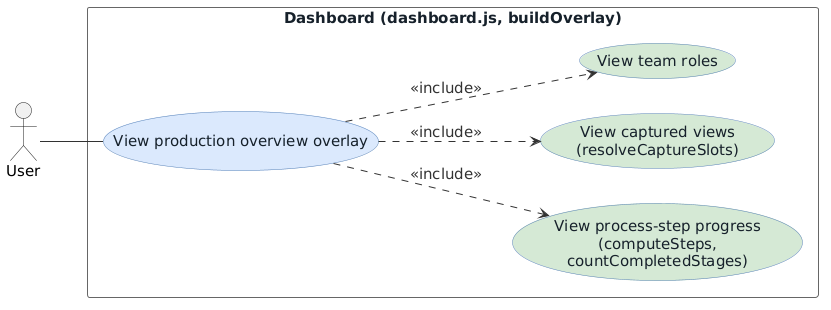 Dashboard (dashboard.js, buildOverlay)
View team roles
«include»
View production overview overlay
«include»
View captured views
(resolveCaptureSlots)
User
«include»
View process-step progress
(computeSteps,
countCompletedStages)